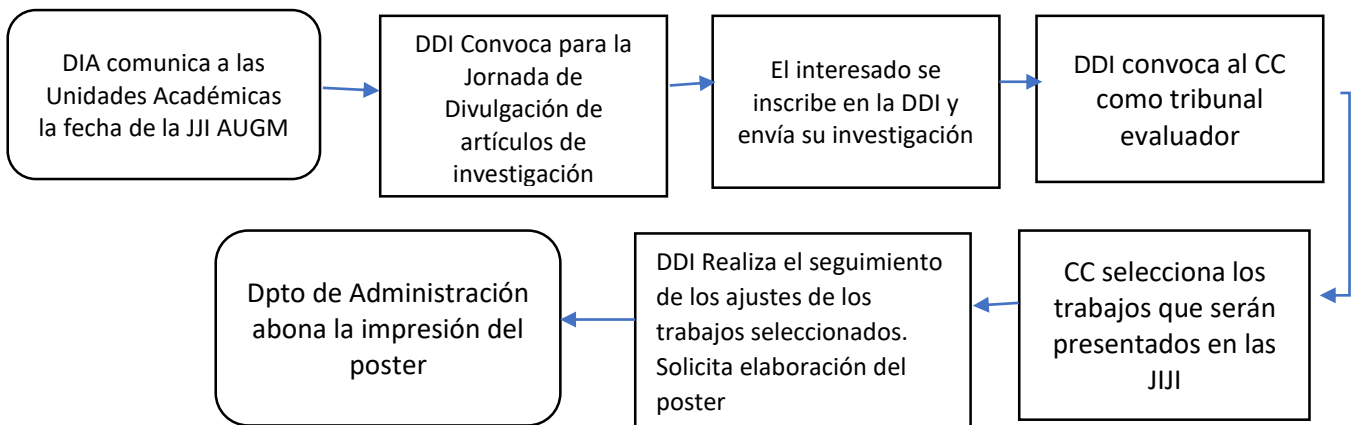 DIA comunica a las
Unidades Académicas
la fecha de la JJI AUGM
DDI Convoca para la
Jornada de
Divulgación de
artículos de
investigación
El interesado se
inscribe en la DDI y
envía su investigación
DDI convoca al CC
como tribunal
evaluador
CC selecciona los
trabajos que serán
presentados en las
JIJI
DDI Realiza el seguimiento
de los ajustes de los
trabajos seleccionados.
Solicita elaboración del
poster
Dpto de Administración
abona la impresión del
poster